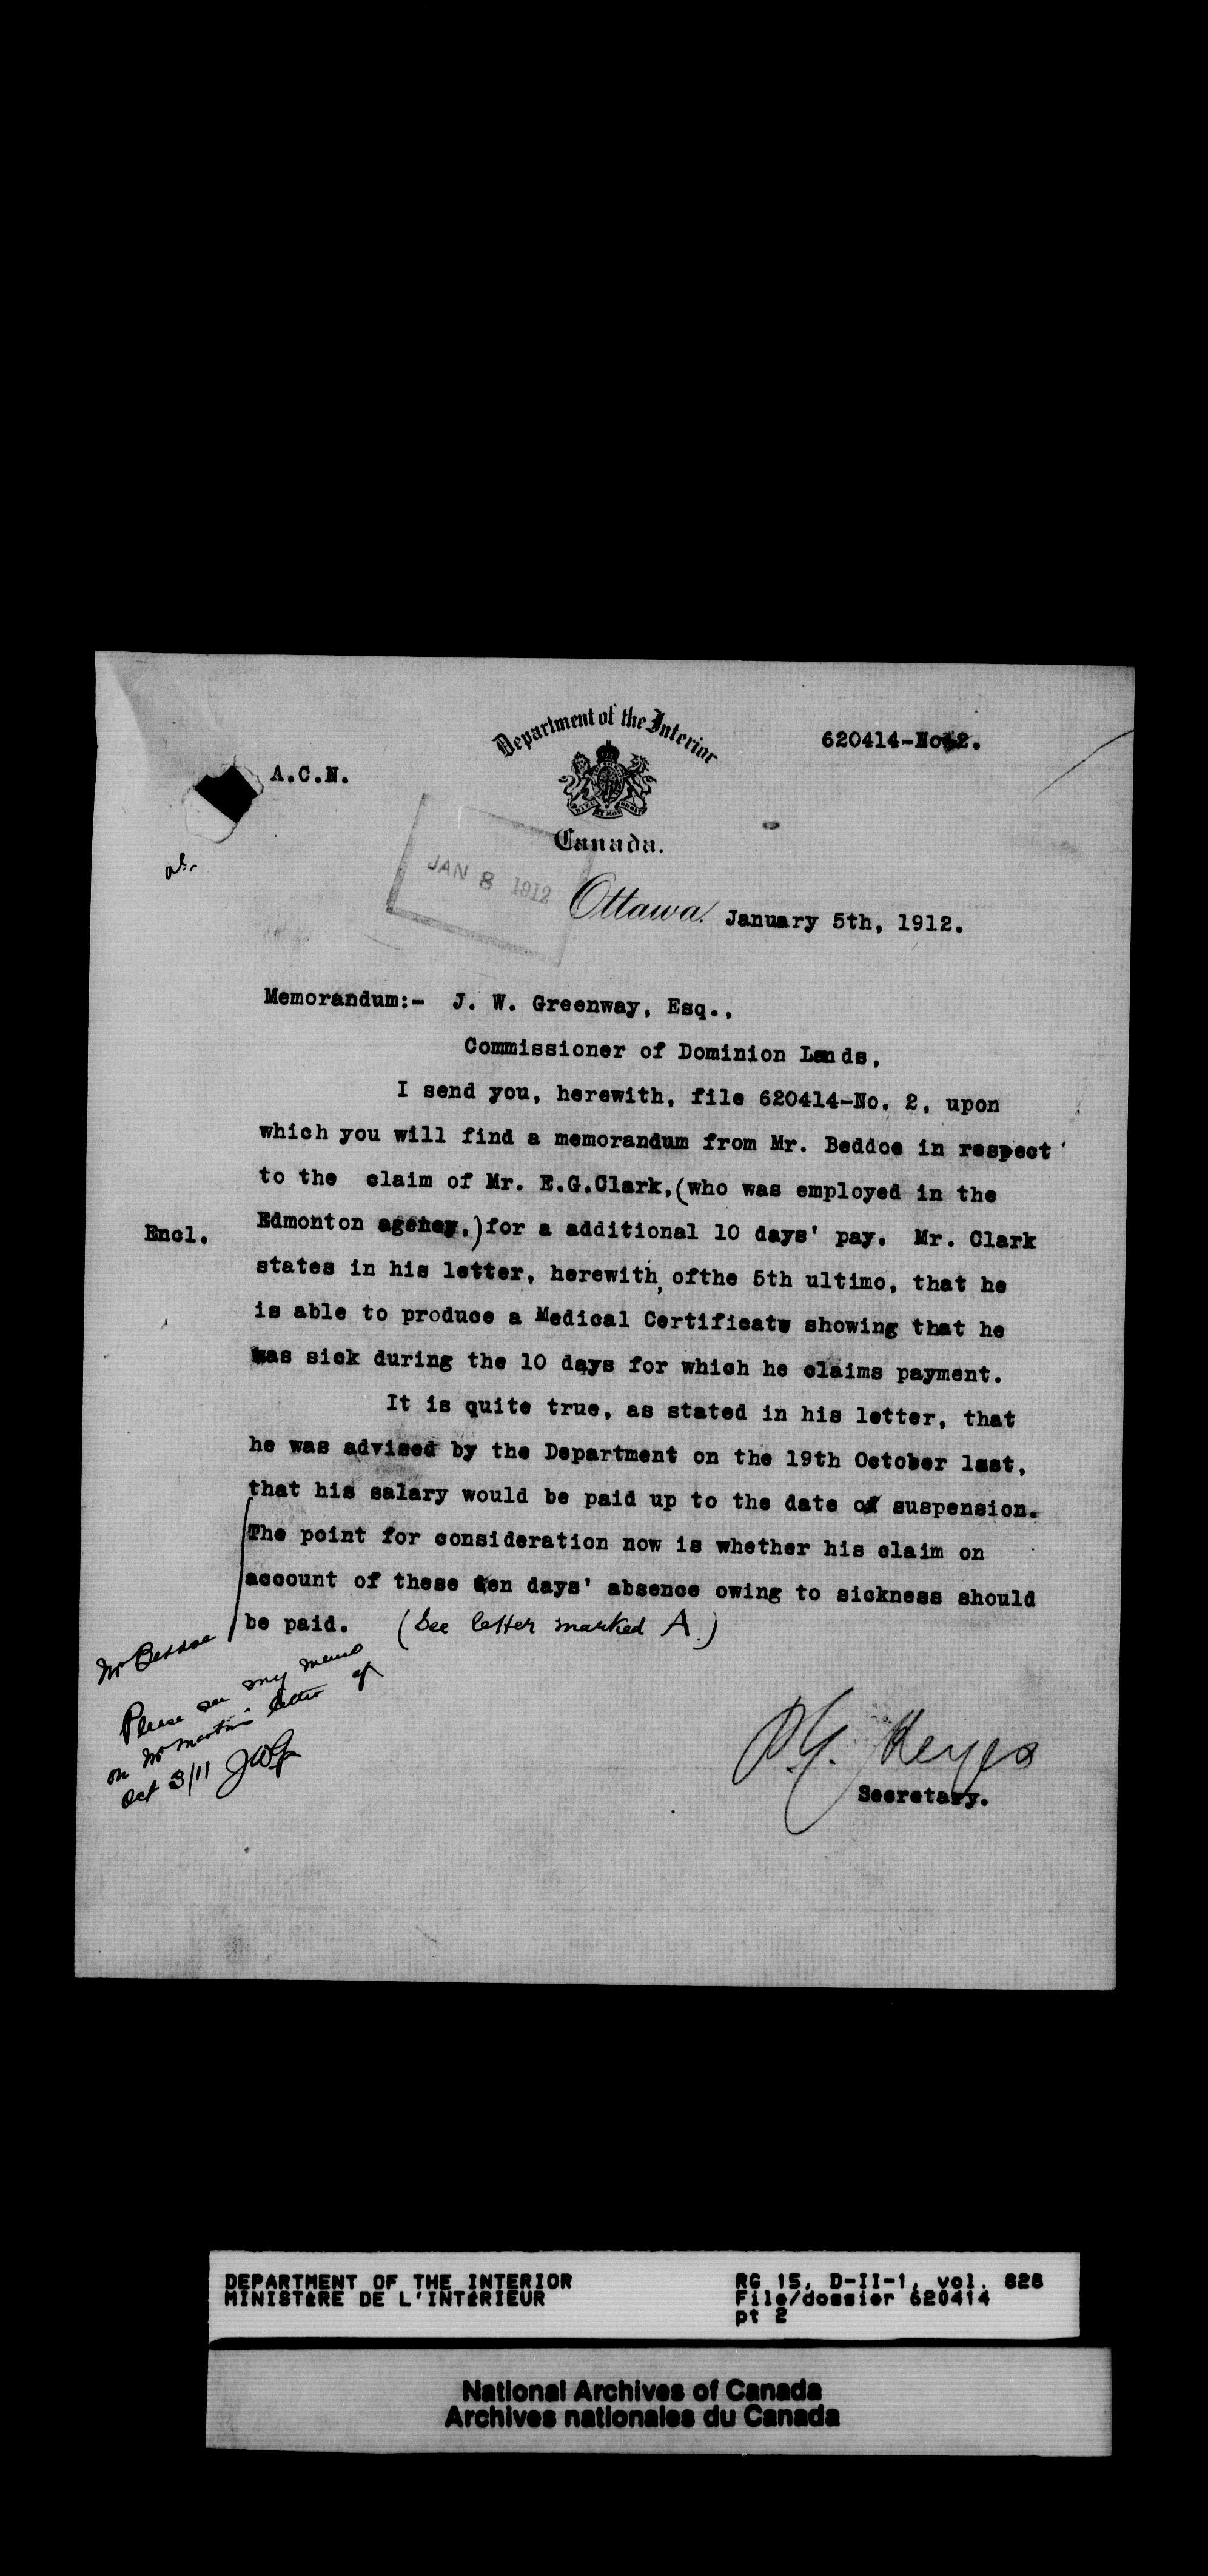 Department of the Interior
620414-No.2.
A.C.N.
Canada.
JAN 8 1912
Ottawa January 5th, 1912.
Memorandum:- J. W. Greenway, Esq.,
Commissioner of Dominion Lands,
I send you, herewith, file 620414-No. 2, upon
which you will find a memorandum from Mr. Beddoe in respect
to the claim of Mr. E.G.Clark,(who was employed in the
Encl. Edmonton agency,)for a additional 10 days' pay. Mr. Clark
states in his letter, herewith, ofthe 5th ultimo, that he
is able to produce a Medical Certificate showing that he
was sick during the 10 days for which he claims payment.
It is quite true, as stated in his letter, that
he was advised by the Department on the 19th October last,
that his salary would be paid up to the date of suspension.
The point for consideration now is whether his claim on
account of these ten days' absence owing to sickness should
be paid. (See letter marked A.)
Mr Beddoe
Please see my memo
on Mr Martin's letter of
Oct 3/11 JWG
P.G. Keyes
Secretary.
DEPARTMENT OF THE INTERIOR
MINISTÈRE DE L'INTÉRIEUR
RG 15, D-II-1, vol. 828
File/dossier 620414
pt 2
National Archives of Canada
Archives nationales du Canada